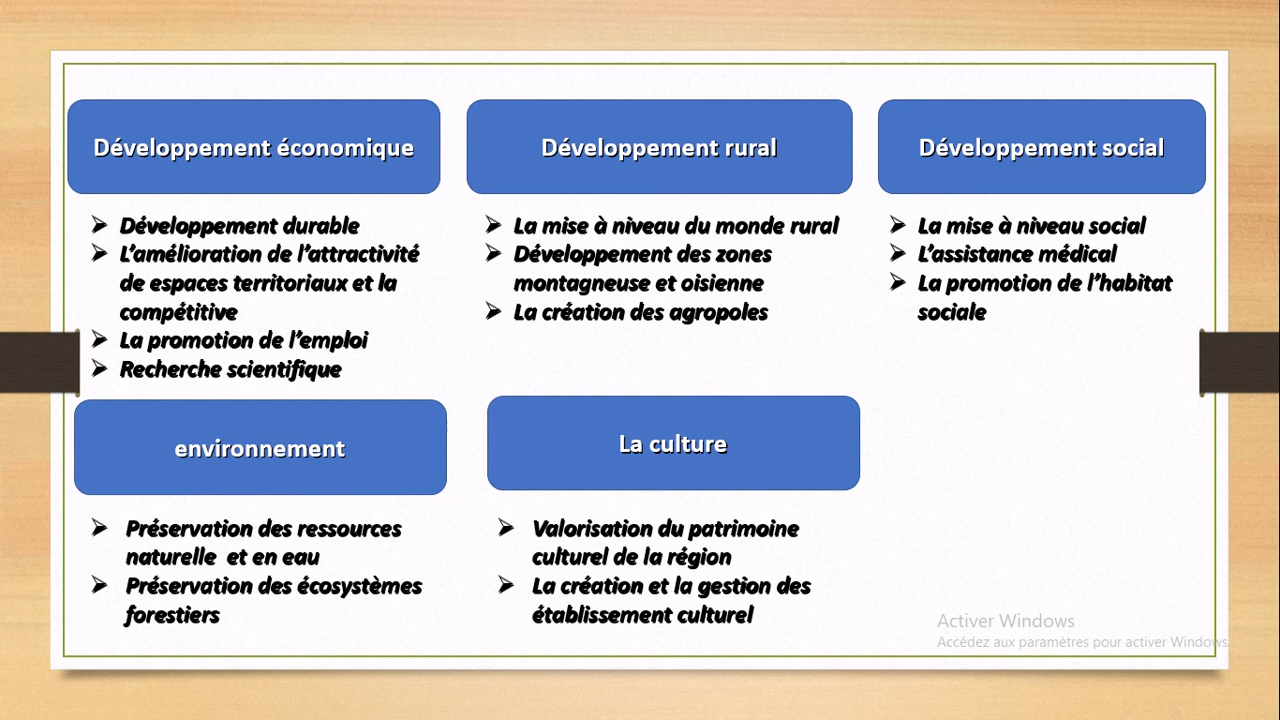 Développement économique
Développement rural
Développement social
Développement durable
L'amélioration de l'attractivité
de espaces territoriaux et la
compétitive
La promotion de l'emploi
Recherche scientifique
La mise à niveau du monde rural
Développement des zones
montagneuse et oisienne
La création des agropoles
La mise à niveau social
L'assistance médical
La promotion de l'habitat
sociale
environnement
La culture
Préservation des ressources
naturelle et en eau
Préservation des écosystèmes
forestiers
Valorisation du patrimoine
culturel de la région
La création et la gestion des
établissement culturel
Activer Windows
Accédez aux paramètres pour activer Windows.